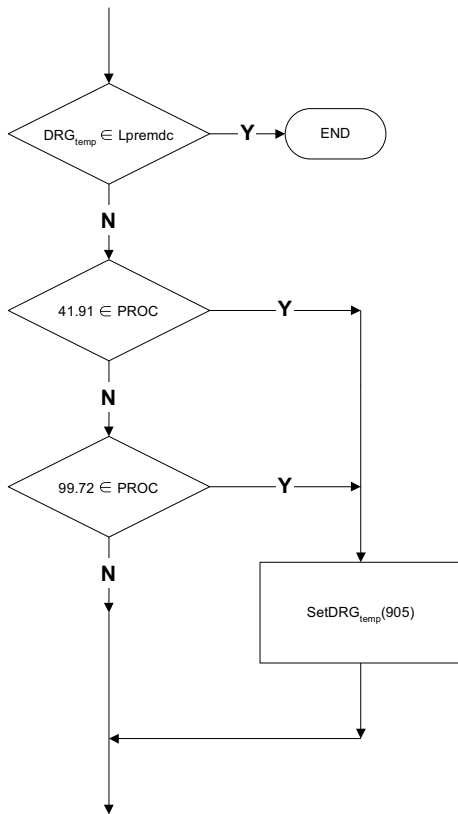 DRGtemp ∈ Lpremdc
Y
END
N
41.91 ∈ PROC
Y
N
99.72 ∈ PROC
Y
N
SetDRGtemp(905)